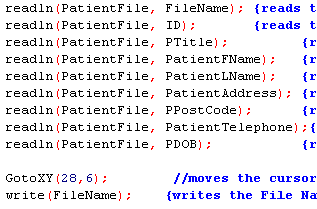 readln(PatientFile, FileName); {reads t
readln(PatientFile, ID); {reads t
readln(PatientFile, PTitle); {r
readln(PatientFile, PatientFName); {r
readln(PatientFile, PatientLName); {r
readln(PatientFile, PatientAddress); {r
readln(PatientFile, PPostCode); {r
readln(PatientFile, PatientTelephone);{
readln(PatientFile, PDOB); {r
GotoXY(28,6); //moves the cursor
write(FileName); {writes the File Na